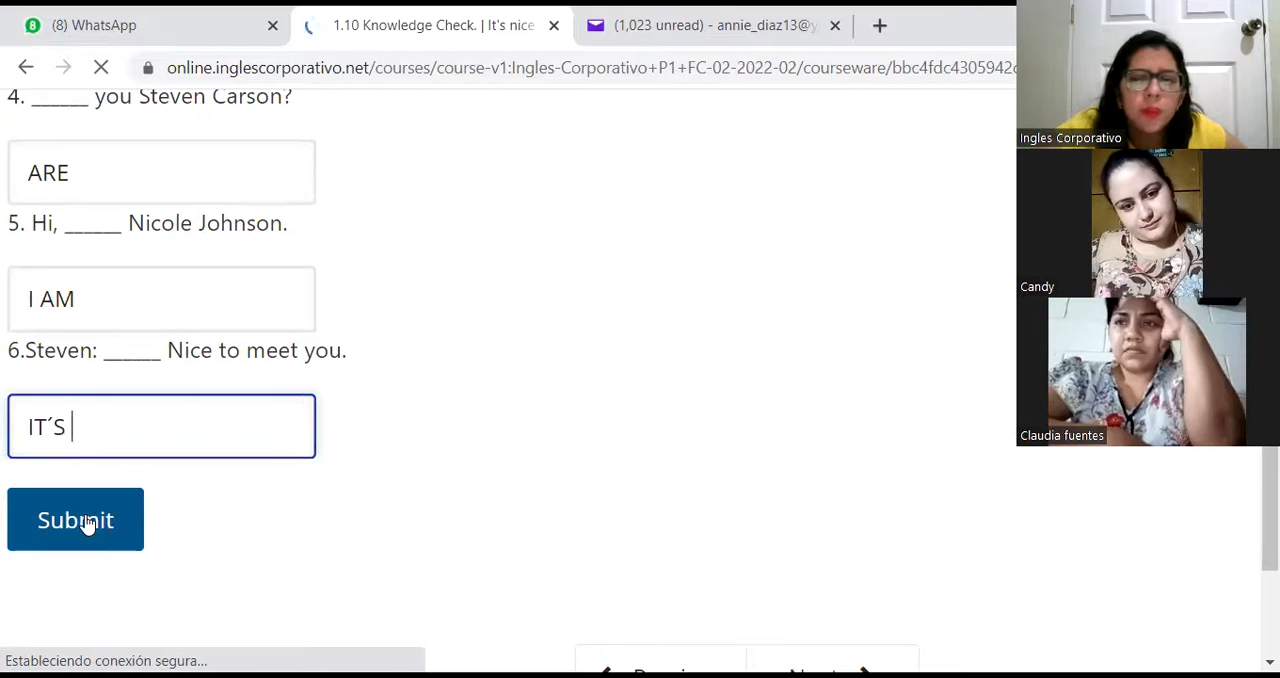 (8) WhatsApp
1.10 Knowledge Check. | It's nice
(1,023 unread) - annie_diaz13@y
online.inglescorporativo.net/courses/course-v1:Ingles-Corporativo+P1+FC-02-2022-02/courseware/bbc4fdc4305942c
4. ______ you Steven Carson?
ARE
5. Hi, ______ Nicole Johnson.
I AM
6.Steven: ______ Nice to meet you.
IT´S
Submit
Estableciendo conexión segura...
Ingles Corporativo
Candy
Claudia fuentes